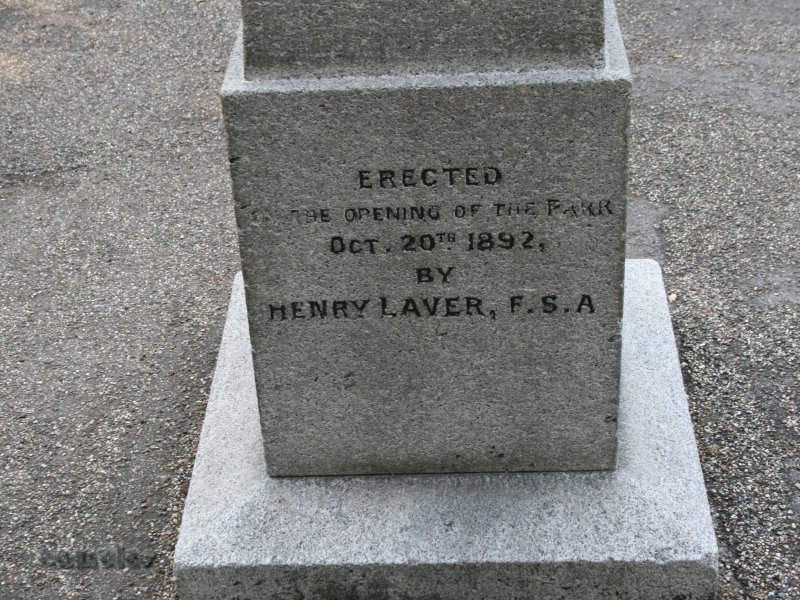 ERECTED
THE OPENING OF THE PARK
OCT. 20TH 1892,
BY
HENRY LAVER, F.S.A